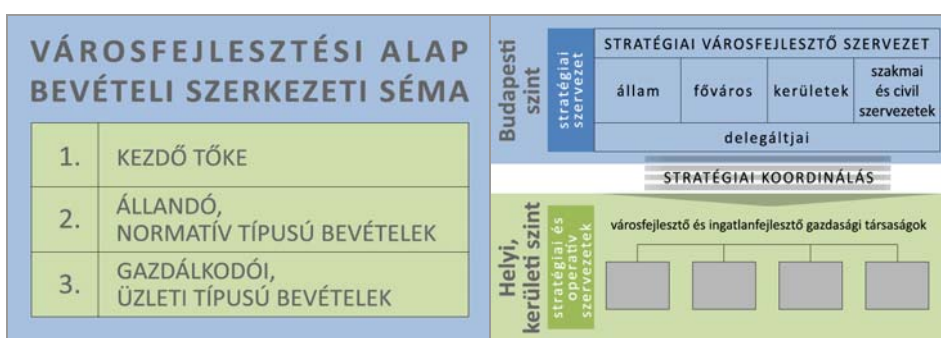 VÁROSFEJLESZTÉSI ALAP
BEVÉTELI SZERKEZETI SÉMA
1. KEZDŐ TŐKE
2. ÁLLANDÓ,
NORMATÍV TÍPUSÚ BEVÉTELEK
3. GAZDÁLKODÓI,
ÜZLETI TÍPUSÚ BEVÉTELEK
Budapesti
szint
stratégiai
szervezet
STRATÉGIAI VÁROSFEJLESZTŐ SZERVEZET
állam
főváros
kerületek
szakmai
és civil
szervezetek
delegáltjai
STRATÉGIAI KOORDINÁLÁS
Helyi,
kerületi szint
stratégiai és
operatív
szervezetek
városfejlesztő és ingatlanfejlesztő gazdasági társaságok